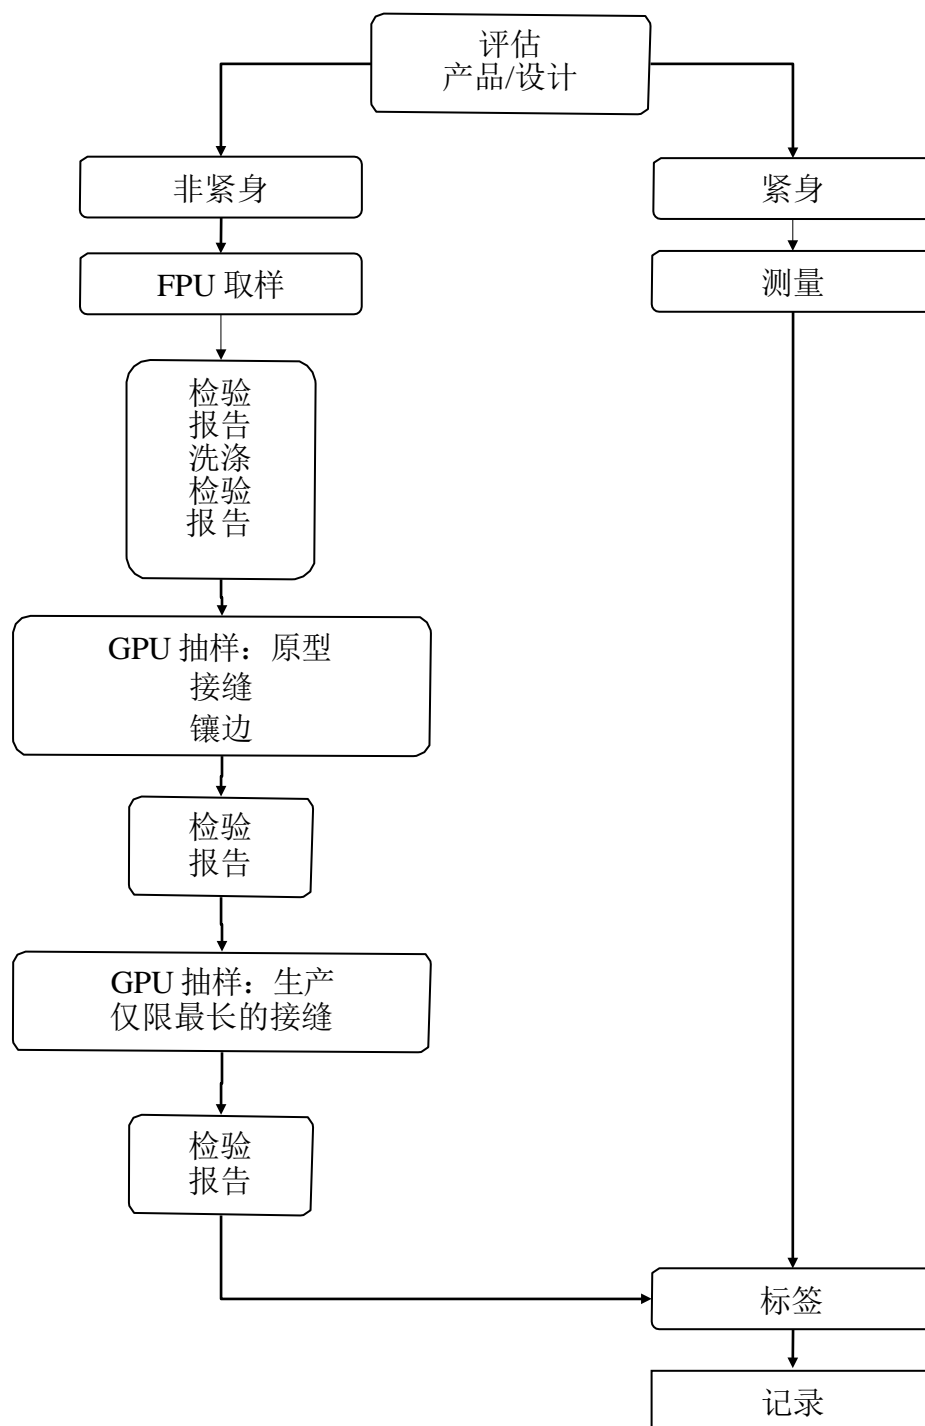 评估
产品/设计
非紧身
紧身
FPU 取样
测量
检验
报告
洗涤
检验
报告
GPU 抽样：原型
接缝
镶边
检验
报告
GPU 抽样：生产
仅限最长的接缝
检验
报告
标签
记录